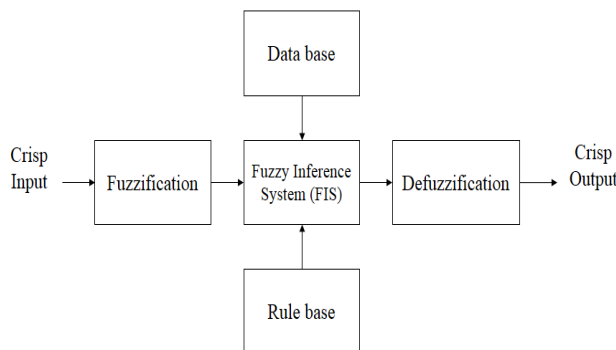 Data base
Crisp
Input
Fuzzification
Fuzzy Inference
System (FIS)
Defuzzification
Crisp
Output
Rule base